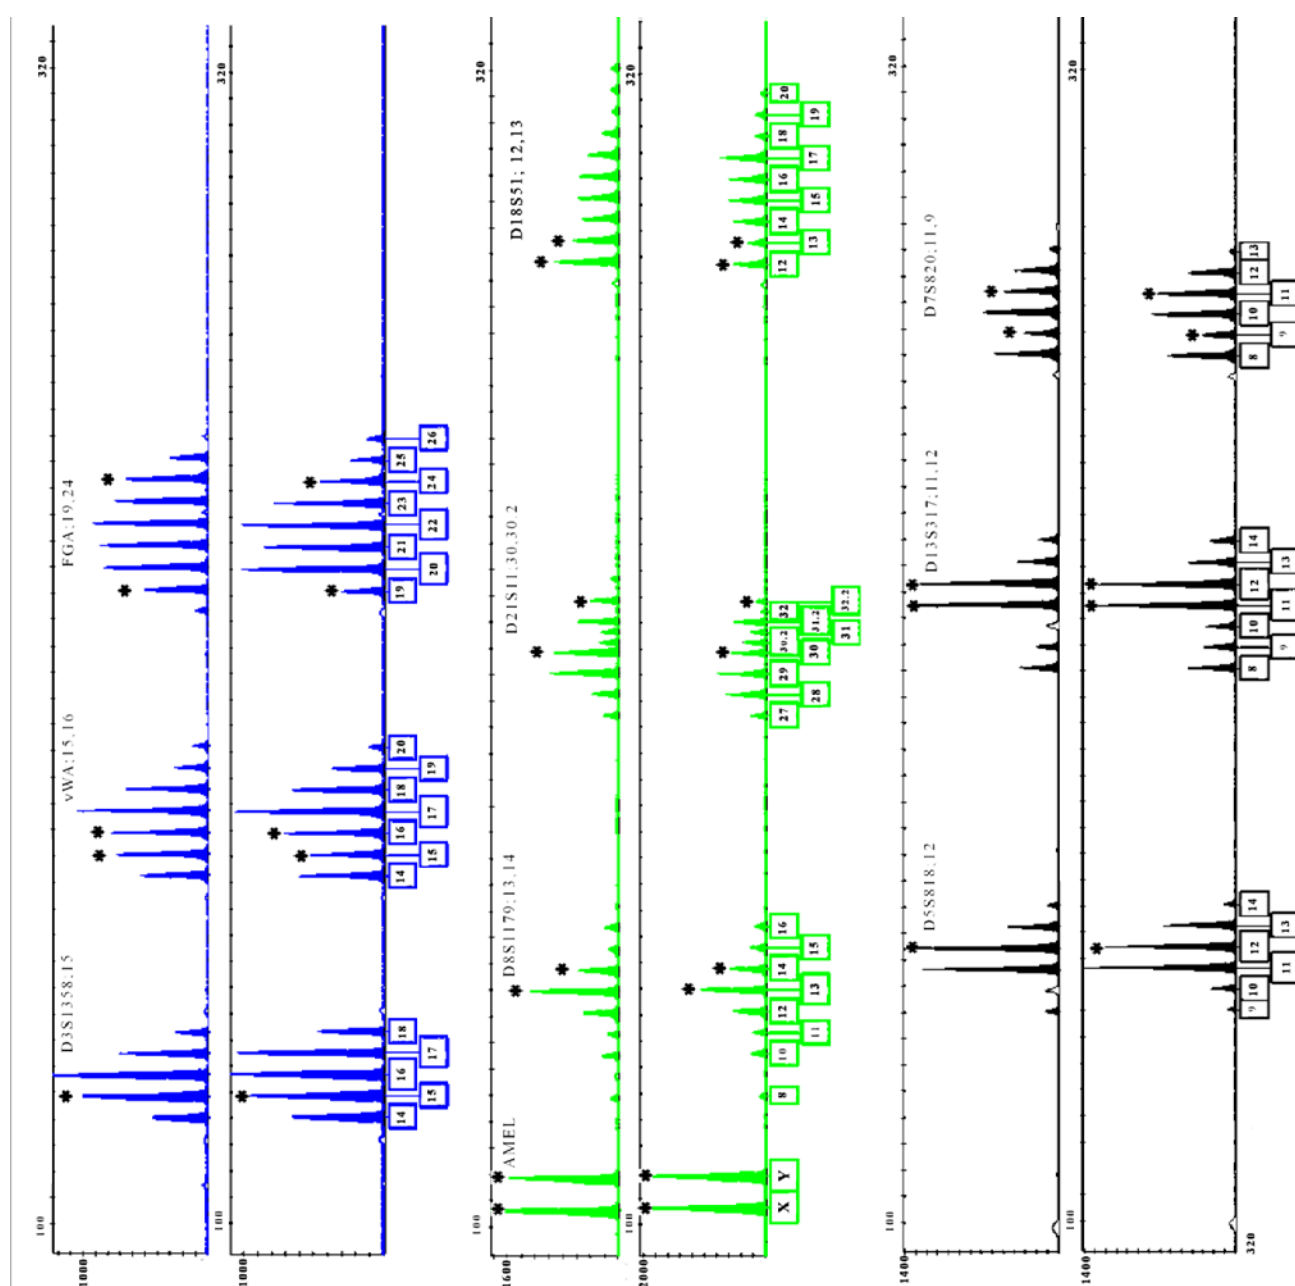 100 320
D3S1358;15 vWA;15,16 FGA;19,24
1000
100 320
1000
14 16 18 14 16 18 20 19 21 23 25
15 17 15 17 19 20 22 24 26
100 320
AMEL D8S1179;13,14 D21S11;30,30.2 D18S51; 12,13
1600
100 320
2000
X Y 8 10 12 14 16 27 29 30.2 32 12 14 16 18 20
11 13 15 28 30 31.2 13 15 17 19
31 32.2
100 320
1400
D5S818;12 D13S317;11,12 D7S820;11,9
100 320
1400
320 9 10 12 14 8 10 12 14 8 10 12 13
11 13 9 11 13 9 11